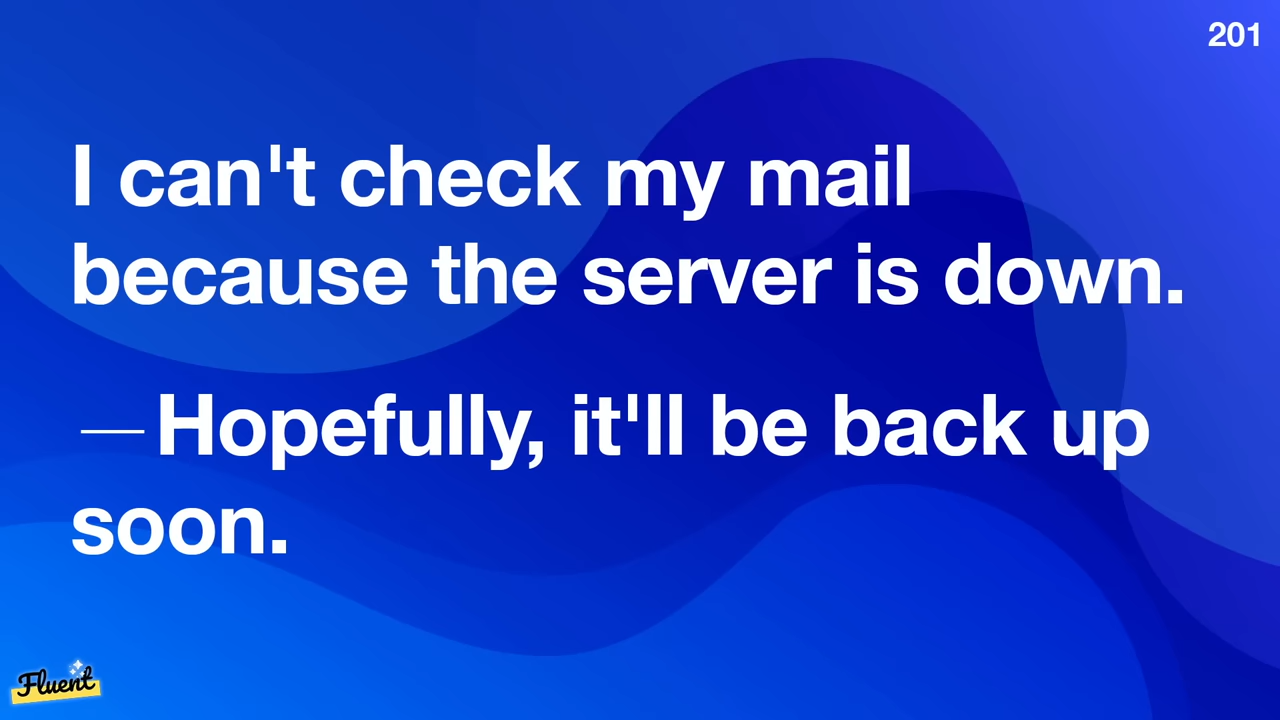 201
I can't check my mail
because the server is down.
—Hopefully, it'll be back up
soon.
Fluent